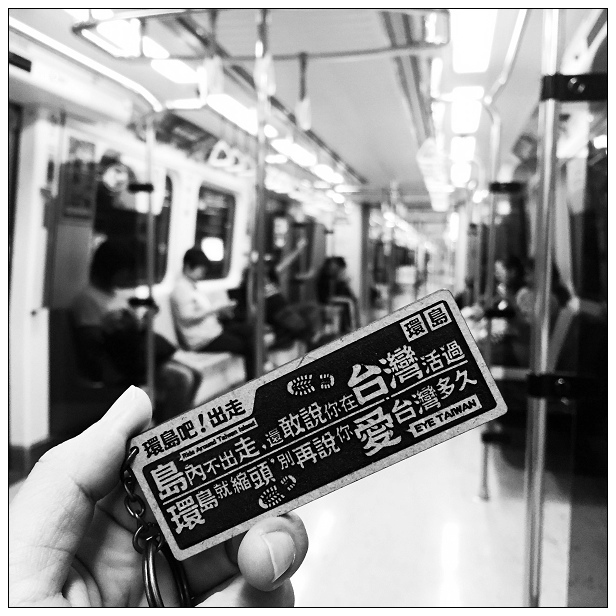 環島
環島吧！出走
Ride Around Taiwan Island
島內不出走,還敢說你在台灣活過
環島就縮頭,別再說你愛台灣多久
EYE TAIWAN